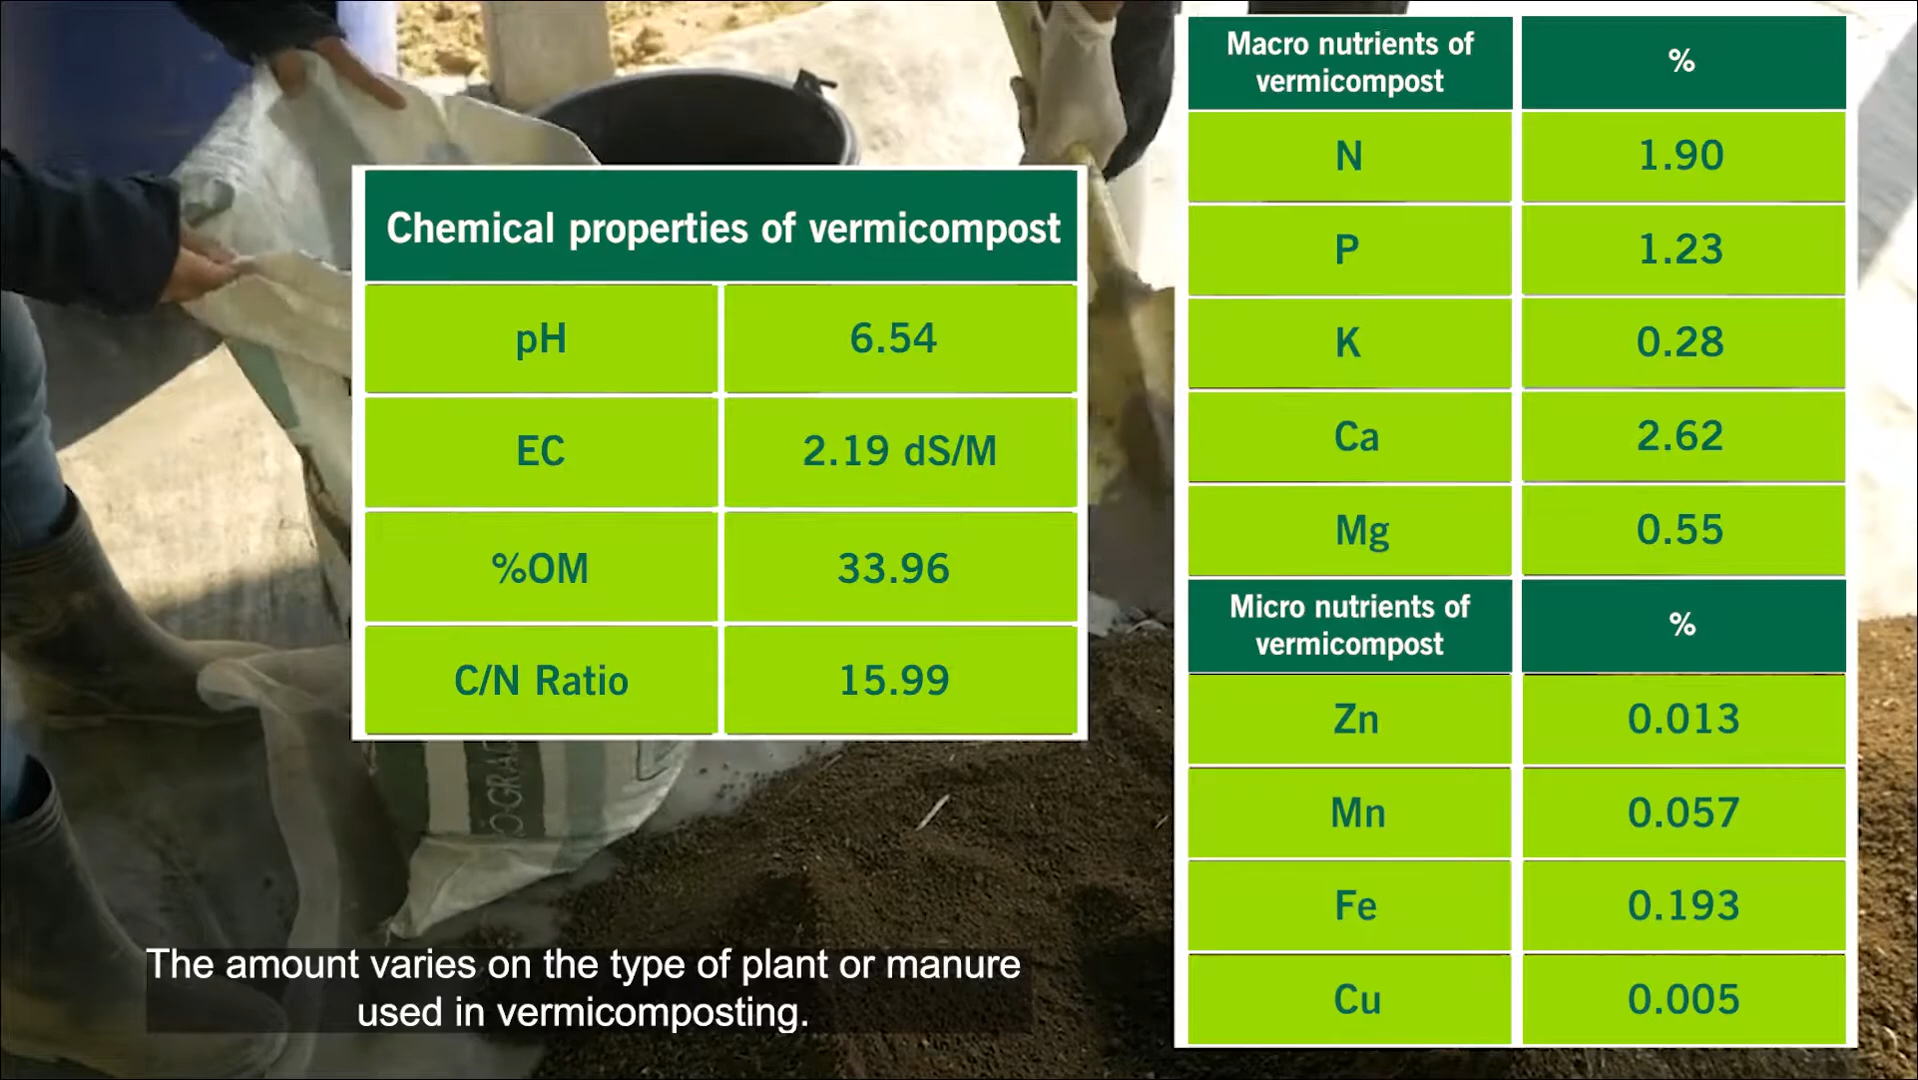 Chemical properties of vermicompost
pH 6.54
EC 2.19 dS/M
%OM 33.96
C/N Ratio 15.99
Macro nutrients of
vermicompost
%
N 1.90
P 1.23
K 0.28
Ca 2.62
Mg 0.55
Micro nutrients of
vermicompost
%
Zn 0.013
Mn 0.057
Fe 0.193
Cu 0.005
The amount varies on the type of plant or manure
used in vermicomposting.